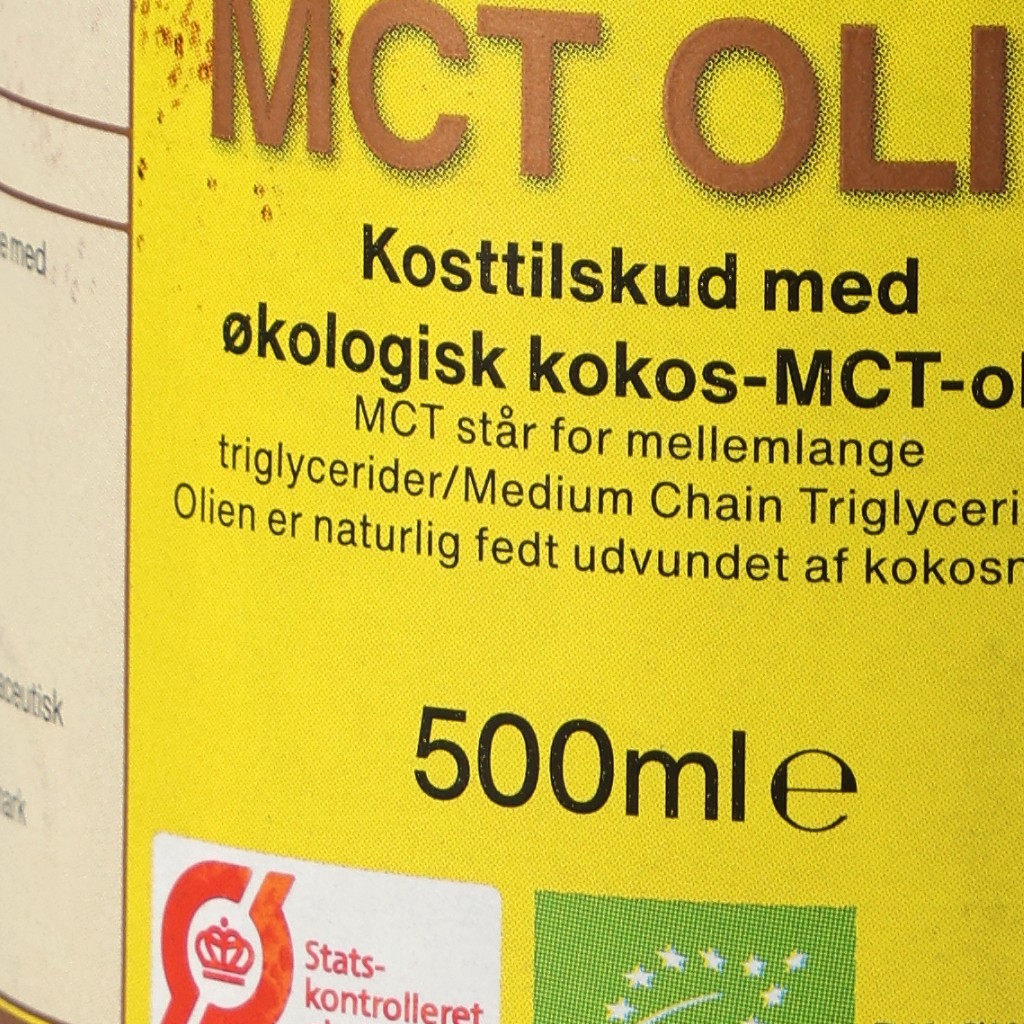 MCT OLI
Kosttilskud med
økologisk kokos-MCT-ol
MCT står for mellemlange
triglycerider/Medium Chain Triglyceri
Olien er naturlig fedt udvundet af kokosn
500ml e
Stats-
kontrolleret
e med
aceutisk
ark